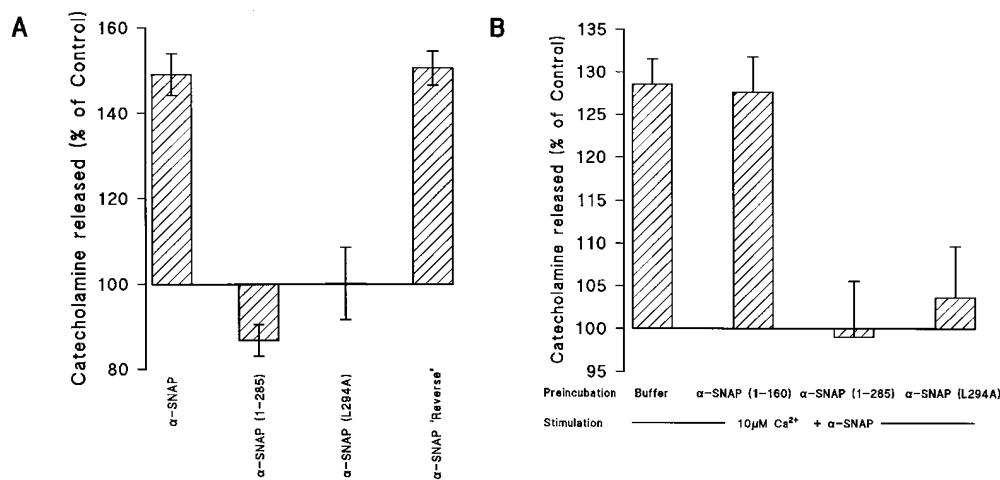 A
Catecholamine released (% of Control)
160
140
120
100
80
α-SNAP
α-SNAP (1-285)
α-SNAP (L294A)
α-SNAP 'Reverse'
B
Catecholamine released (% of Control)
135
130
125
120
115
110
105
100
95
Preincubation Buffer α-SNAP (1-160) α-SNAP (1-285) α-SNAP (L294A)
Stimulation 10μM Ca²⁺ + α-SNAP